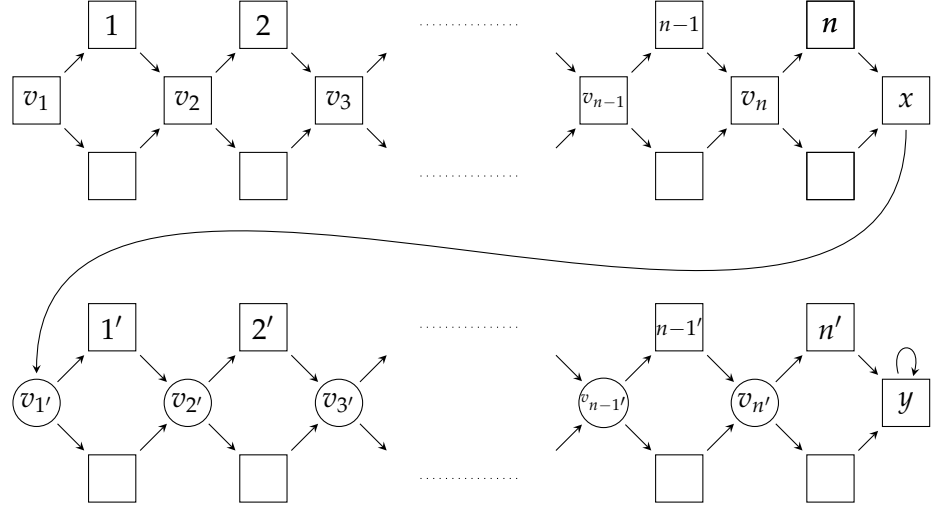 1 2 n−1 n
v₁ v₂ v₃ vₙ₋₁ vₙ x
1′ 2′ n−1′ n′
v₁′ v₂′ v₃′ vₙ₋₁′ vₙ′ y